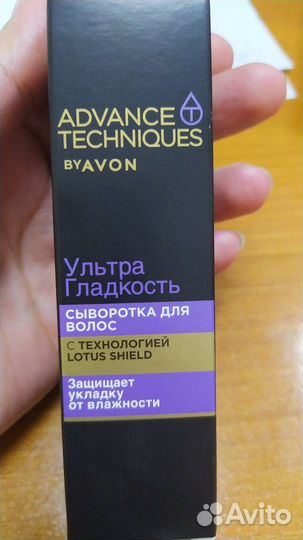 ADVANCE
TECHNIQUES
BY AVON
Ультра
Гладкость
СЫВОРОТКА ДЛЯ
ВОЛОС
С ТЕХНОЛОГИЕЙ
LOTUS SHIELD
Защищает
укладку
от влажности
Avito